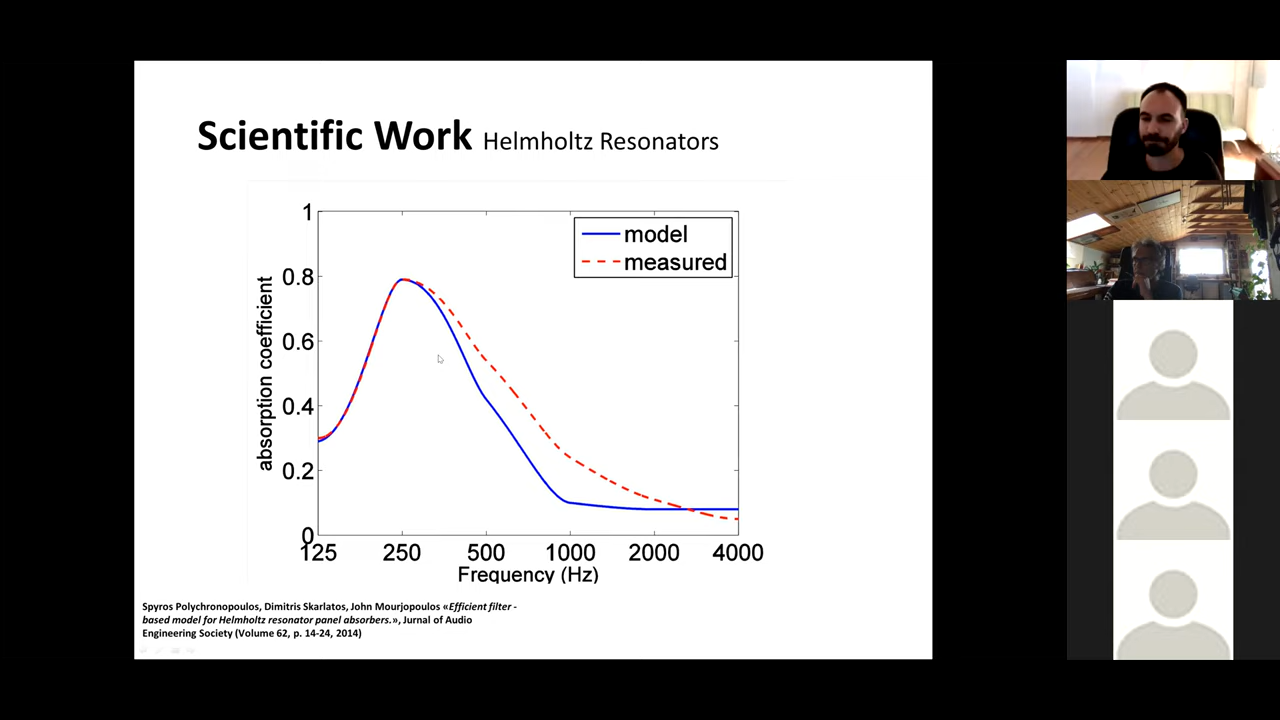 Scientific Work Helmholtz Resonators
1
model
measured
0.8
0.6
0.4
0.2
0
absorption coefficient
125 250 500 1000 2000 4000
Frequency (Hz)
Spyros Polychronopoulos, Dimitris Skarlatos, John Mourjopoulos «Efficient filter -
based model for Helmholtz resonator panel absorbers.», Jurnal of Audio
Engineering Society (Volume 62, p. 14-24, 2014)